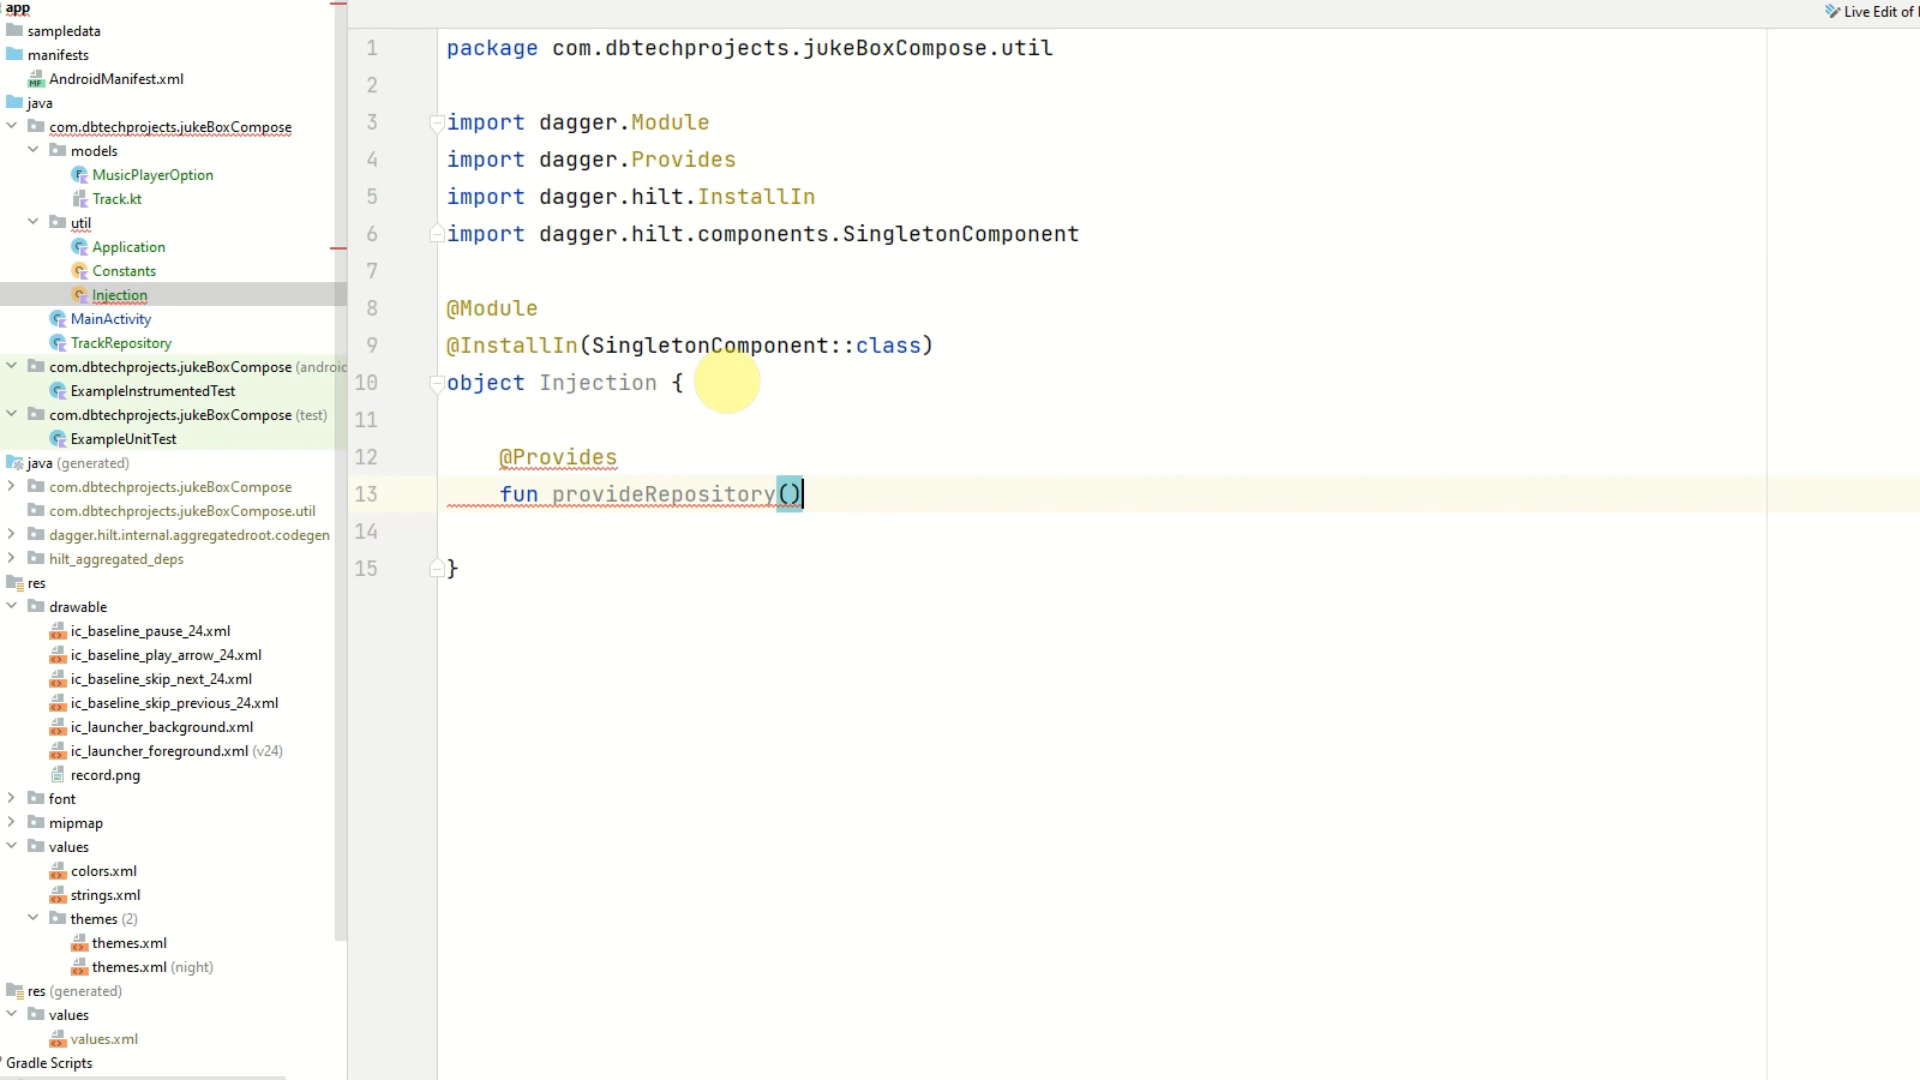 app
sampledata
manifests
AndroidManifest.xml
java
com.dbtechprojects.jukeBoxCompose
models
MusicPlayerOption
Track.kt
util
Application
Constants
Injection
MainActivity
TrackRepository
com.dbtechprojects.jukeBoxCompose (androi
ExampleInstrumentedTest
com.dbtechprojects.jukeBoxCompose (test)
ExampleUnitTest
java (generated)
com.dbtechprojects.jukeBoxCompose
com.dbtechprojects.jukeBoxCompose.util
dagger.hilt.internal.aggregatedroot.codegen
hilt_aggregated_deps
res
drawable
ic_baseline_pause_24.xml
ic_baseline_play_arrow_24.xml
ic_baseline_skip_next_24.xml
ic_baseline_skip_previous_24.xml
ic_launcher_background.xml
ic_launcher_foreground.xml (v24)
record.png
font
mipmap
values
colors.xml
strings.xml
themes (2)
themes.xml
themes.xml (night)
res (generated)
values
values.xml
Gradle Scripts
Live Edit of
1 package com.dbtechprojects.jukeBoxCompose.util
2
3 import dagger.Module
4 import dagger.Provides
5 import dagger.hilt.InstallIn
6 import dagger.hilt.components.SingletonComponent
7
8 @Module
9 @InstallIn(SingletonComponent::class)
10 object Injection {
11
12 @Provides
13 fun provideRepository()
14
15 }